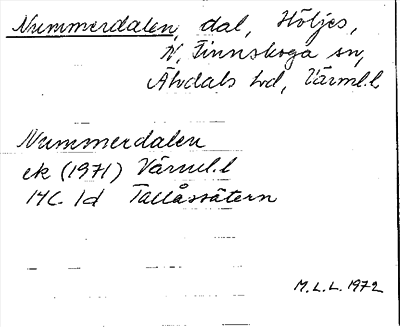 Nummerdalen, dal, Höljes,
N. Finnskoga sn,
Älvdals hd, Värml.l
Nummerdalen
ek (1971) Värml.l
14C 1d Tallåssätern
M.L.L. 1972